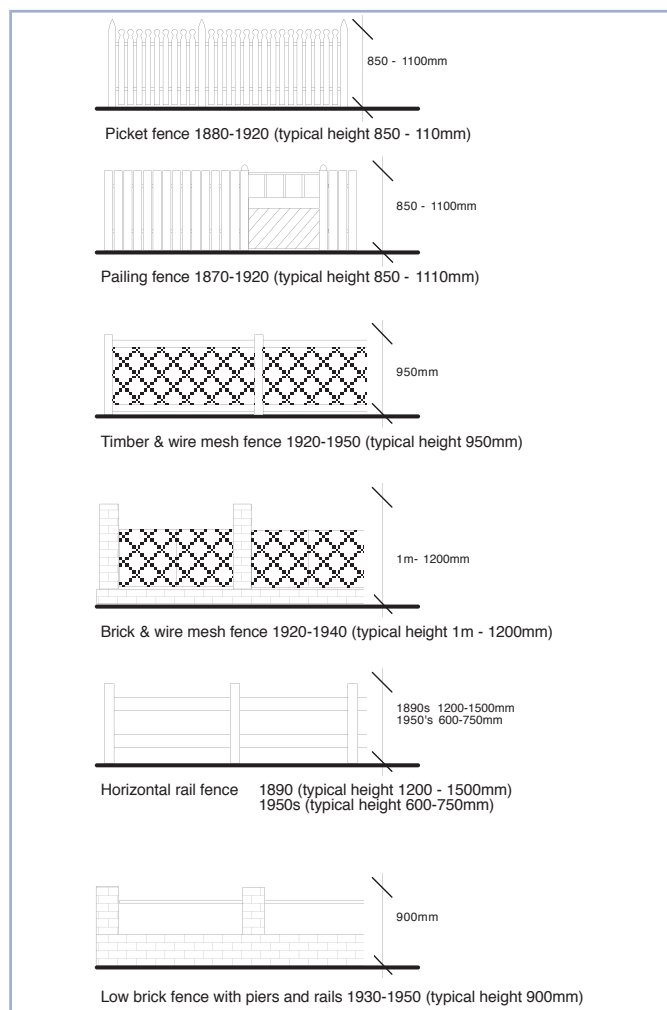 850 - 1100mm
Picket fence 1880-1920 (typical height 850 - 110mm)
850 - 1100mm
Pailing fence 1870-1920 (typical height 850 - 1110mm)
950mm
Timber & wire mesh fence 1920-1950 (typical height 950mm)
1m- 1200mm
Brick & wire mesh fence 1920-1940 (typical height 1m - 1200mm)
1890s 1200-1500mm
1950's 600-750mm
Horizontal rail fence 1890 (typical height 1200 - 1500mm)
1950s (typical height 600-750mm)
900mm
Low brick fence with piers and rails 1930-1950 (typical height 900mm)